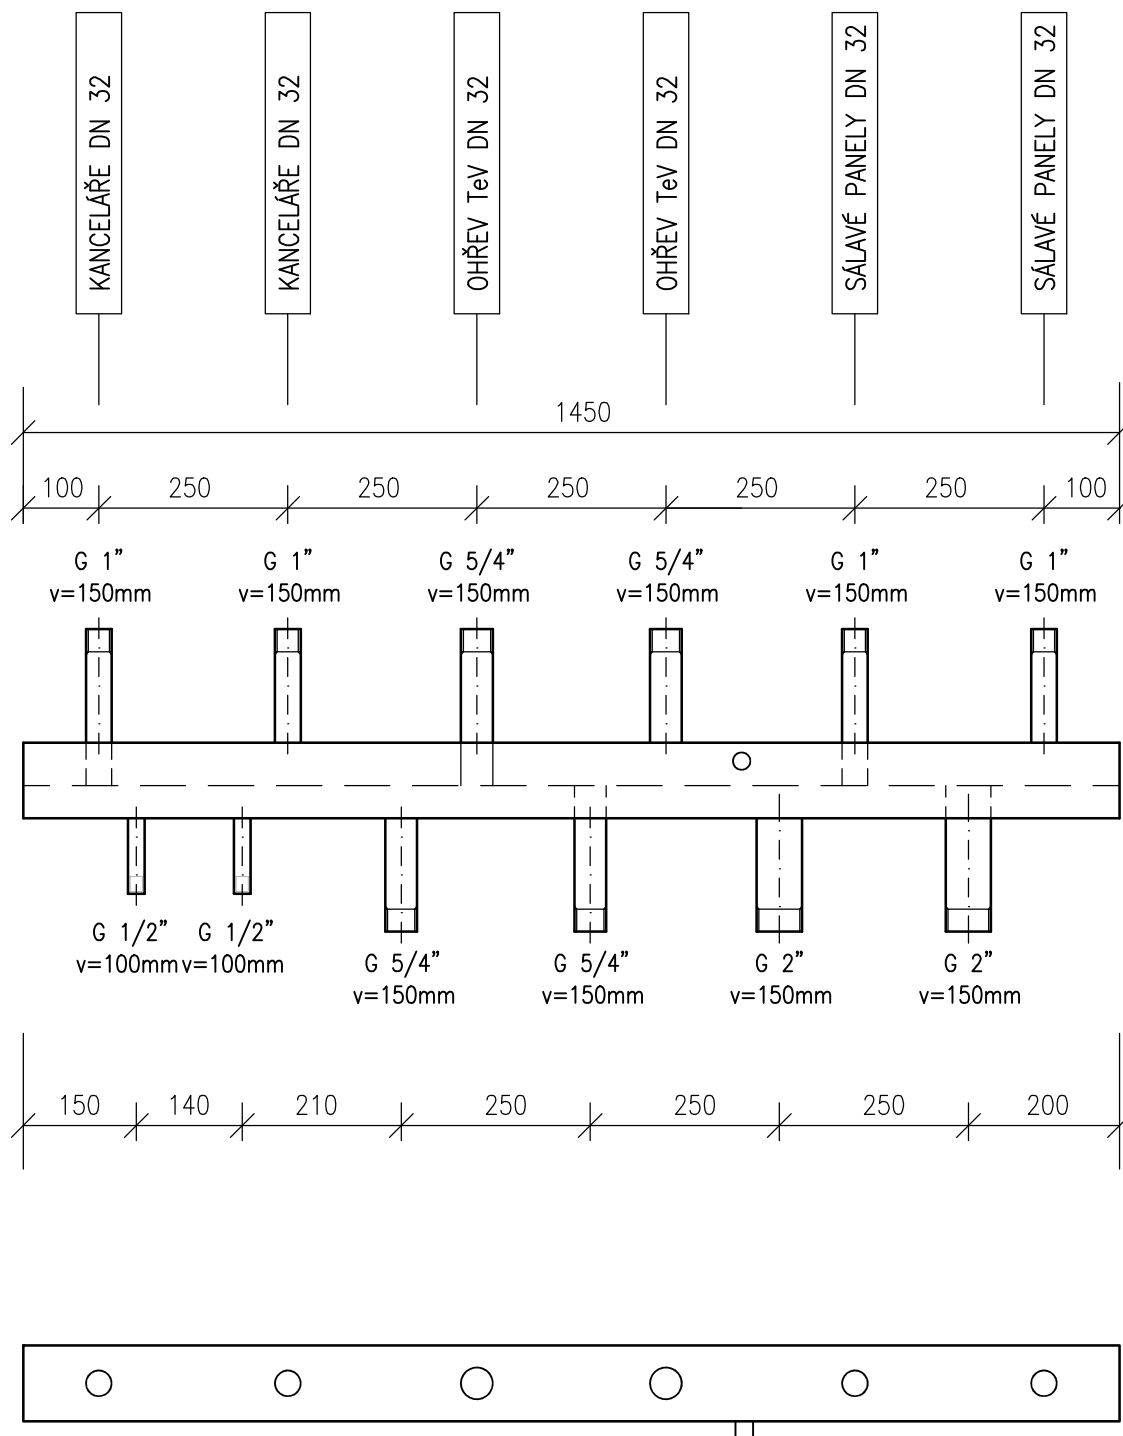 KANCELÁŘE DN 32
KANCELÁŘE DN 32
OHŘEV TeV DN 32
OHŘEV TeV DN 32
SÁLAVÉ PANELY DN 32
SÁLAVÉ PANELY DN 32
1450
100 250 250 250 250 250 100
G 1” G 1” G 5/4” G 5/4” G 1” G 1”
v=150mm v=150mm v=150mm v=150mm v=150mm v=150mm
G 1/2” G 1/2”
v=100mm v=100mm
G 5/4” G 5/4” G 2” G 2”
v=150mm v=150mm v=150mm v=150mm
150 140 210 250 250 250 200